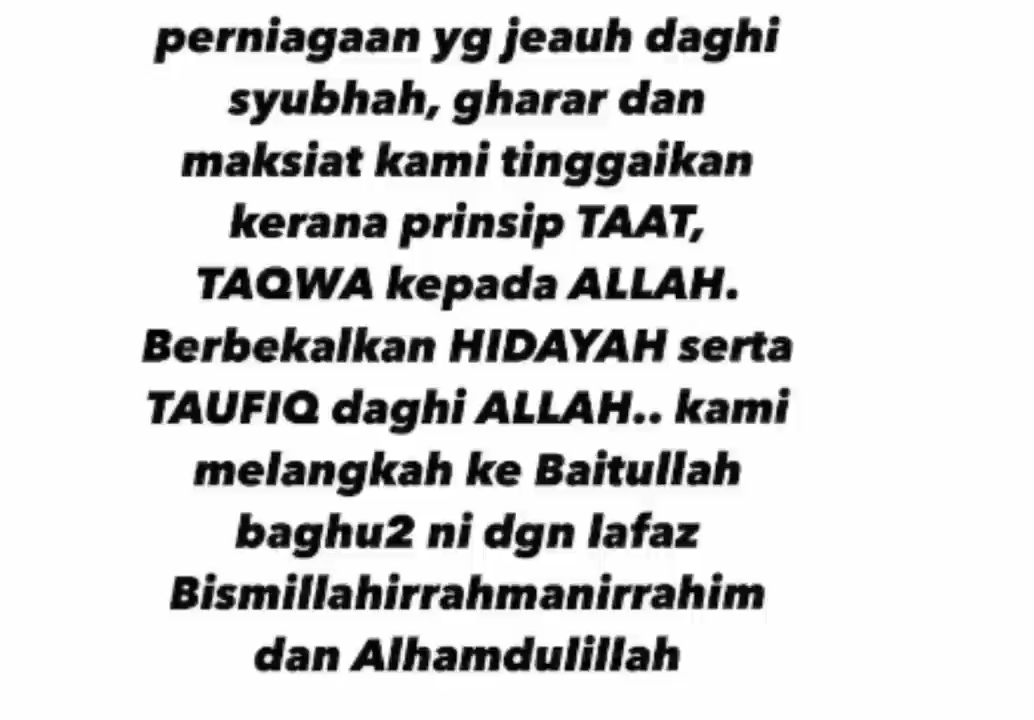 perniagaan yg jeauh daghi
syubhah, gharar dan
maksiat kami tinggaikan
kerana prinsip TAAT,
TAQWA kepada ALLAH.
Berbekalkan HIDAYAH serta
TAUFIQ daghi ALLAH.. kami
melangkah ke Baitullah
baghu2 ni dgn lafaz
Bismillahirrahmanirrahim
dan Alhamdulillah